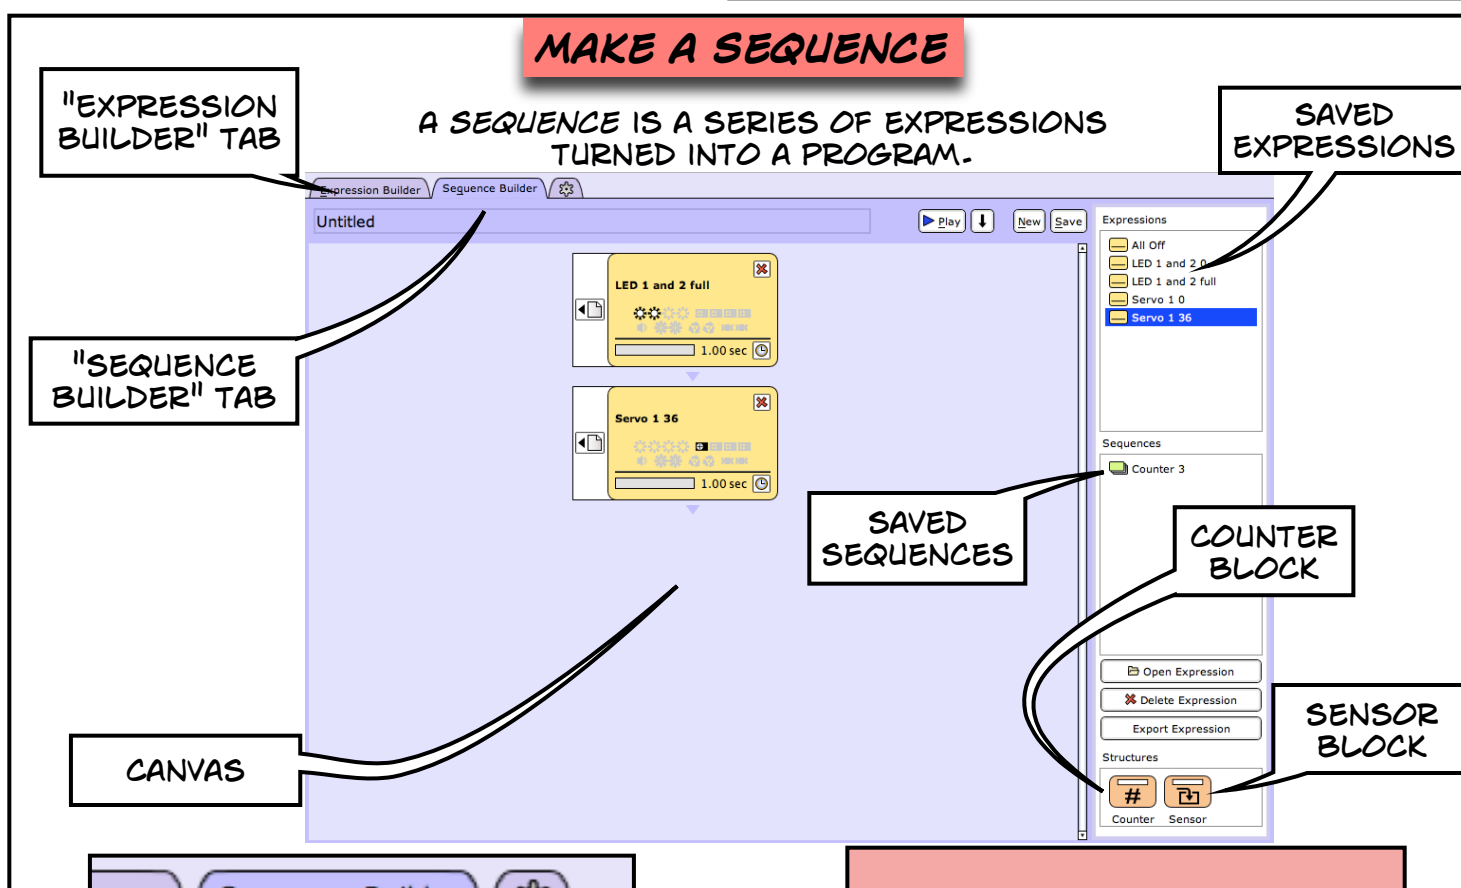 MAKE A SEQUENCE
"EXPRESSION
BUILDER" TAB
A SEQUENCE IS A SERIES OF EXPRESSIONS
TURNED INTO A PROGRAM.
SAVED
EXPRESSIONS
Expression Builder
Sequence Builder
Untitled
Play
New
Save
Expressions
All Off
LED 1 and 2 0
LED 1 and 2 full
Servo 1 0
Servo 1 36
LED 1 and 2 full
1.00 sec
"SEQUENCE
BUILDER" TAB
Servo 1 36
1.00 sec
Sequences
Counter 3
SAVED
SEQUENCES
COUNTER
BLOCK
Open Expression
Delete Expression
Export Expression
SENSOR
BLOCK
CANVAS
Structures
#
Counter
Sensor